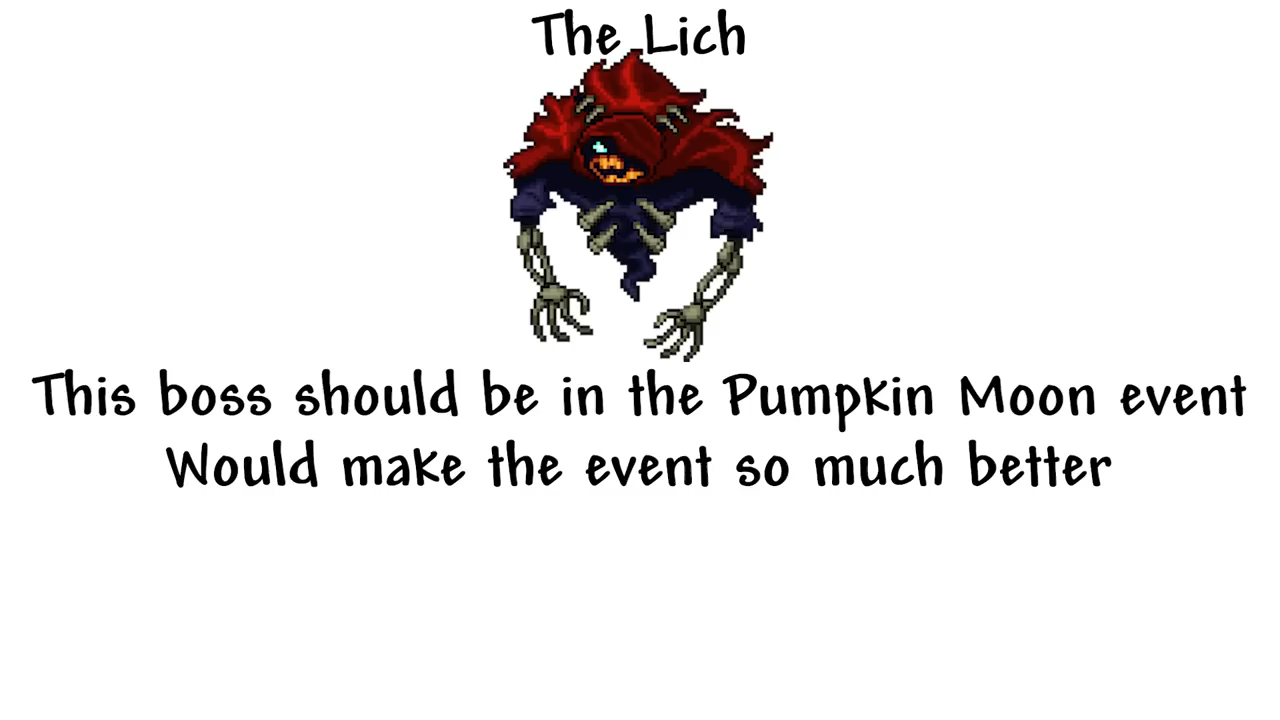 The Lich
This boss should be in the Pumpkin Moon event
Would make the event so much better